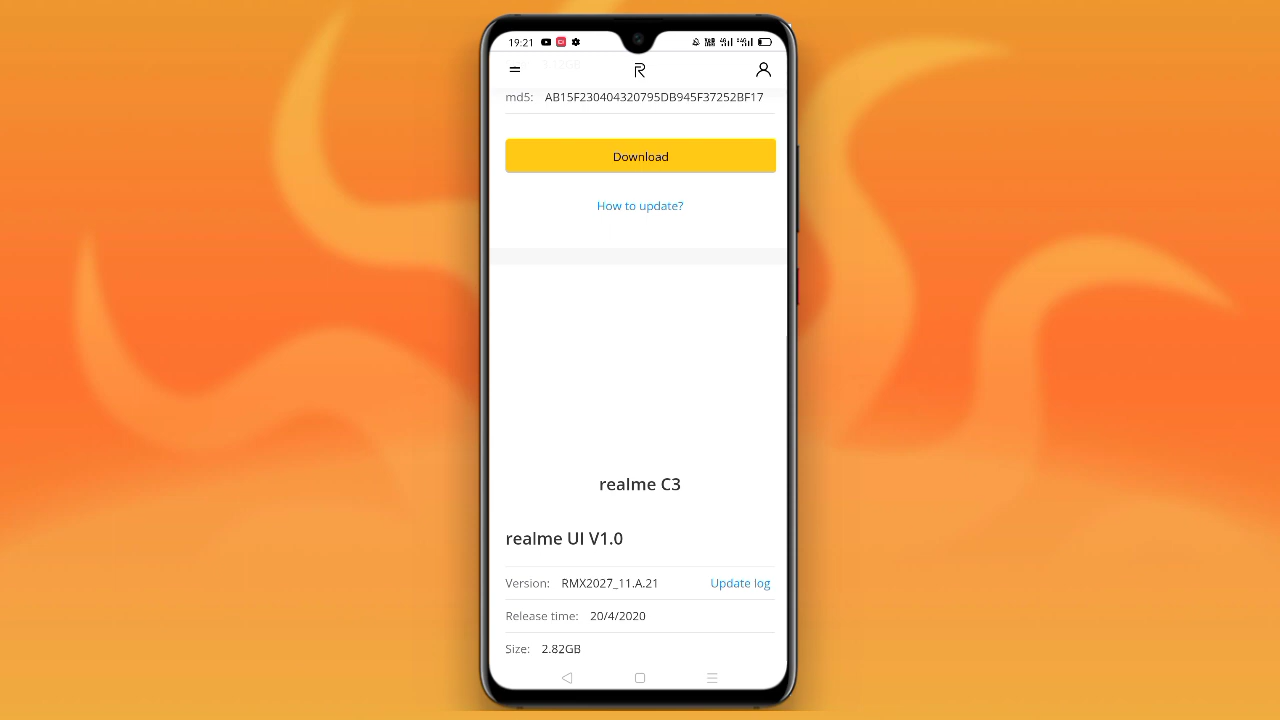 19:21
md5: AB15F230404320795DB945F37252BF17
Download
How to update?
realme C3
realme UI V1.0
Version: RMX2027_11.A.21 Update log
Release time: 20/4/2020
Size: 2.82GB